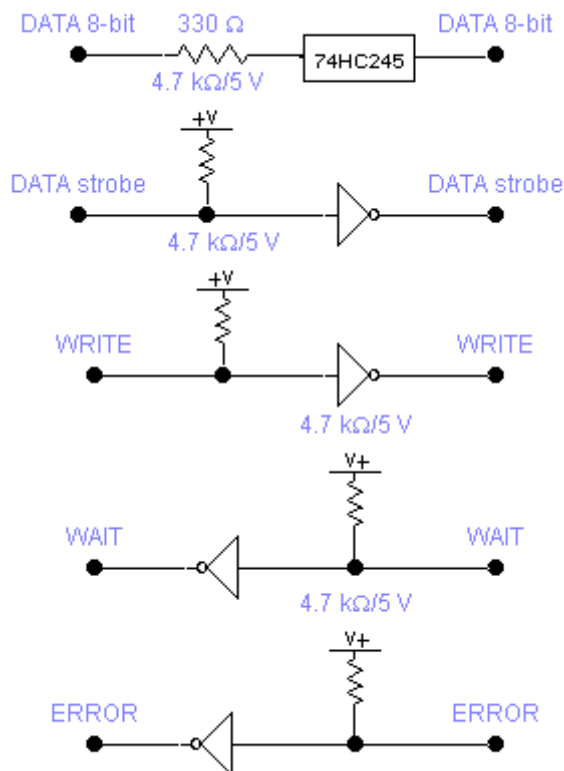 DATA 8-bit 330 Ω DATA 8-bit
74HC245
4.7 kΩ/5 V
+V
DATA strobe DATA strobe
4.7 kΩ/5 V
+V
WRITE WRITE
4.7 kΩ/5 V
V+
WAIT WAIT
4.7 kΩ/5 V
V+
ERROR ERROR